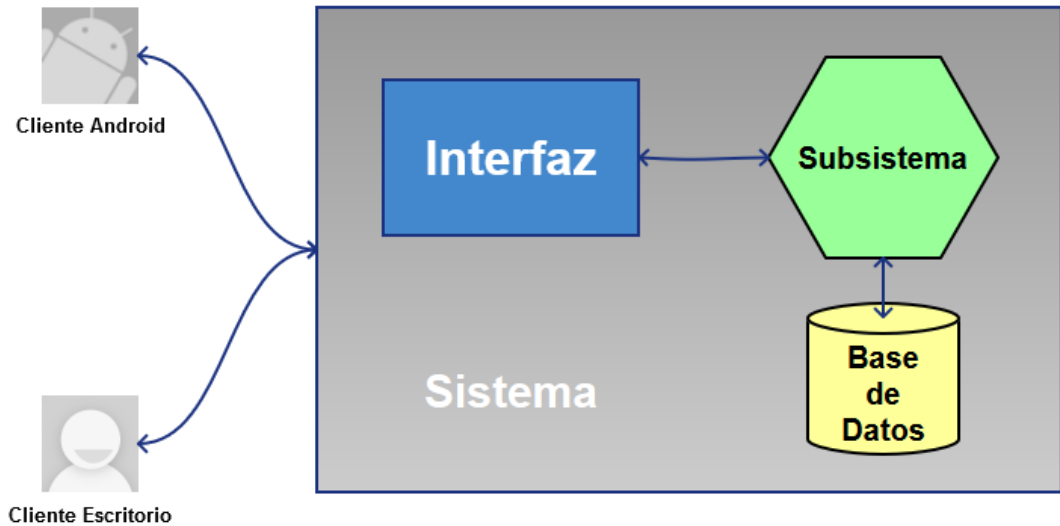 Cliente Android
Interfaz
Subsistema
Sistema
Base
de
Datos
Cliente Escritorio